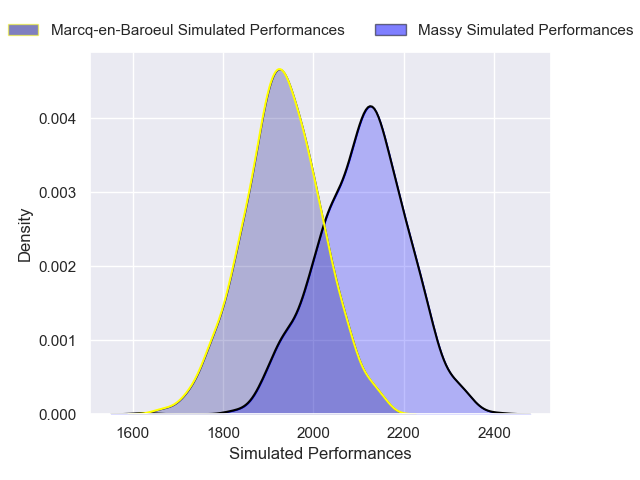 Marcq-en-Baroeul Simulated Performances Massy Simulated Performances
0.004
0.003
0.002
0.001
0.000
Density
1600 1800 2000 2200 2400
Simulated Performances